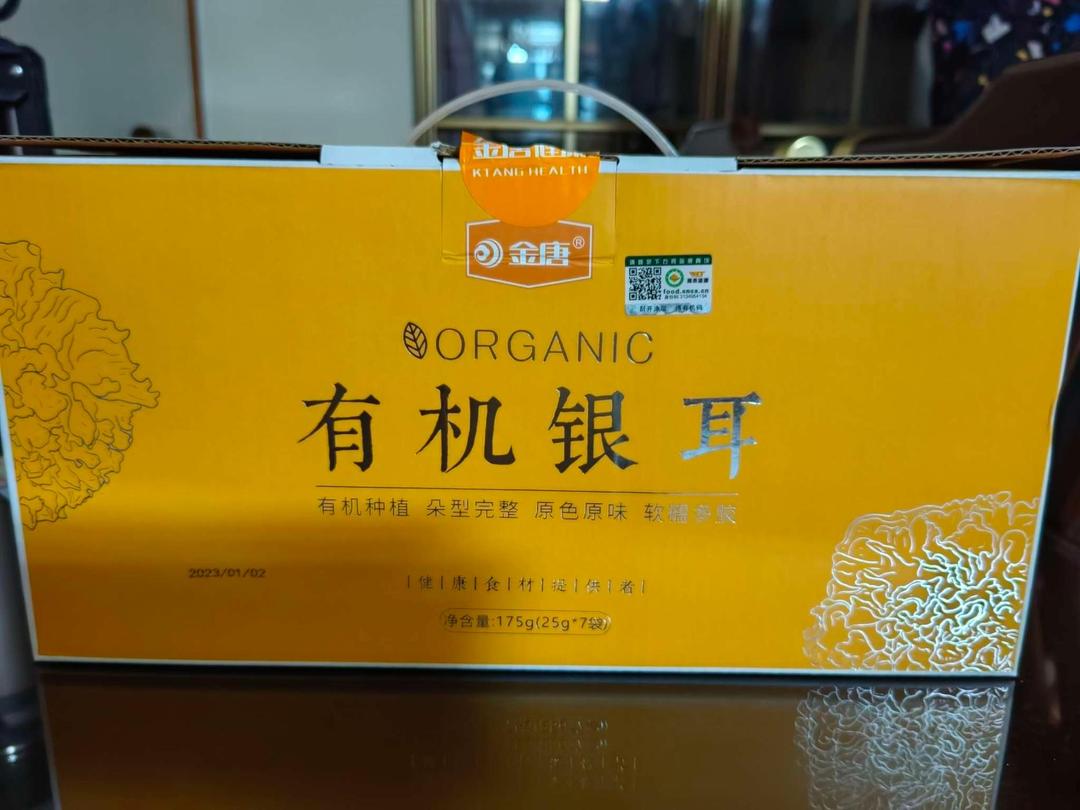 KTANG HEALTH
金唐®
food.cnca.cn
ORGANIC
有机银耳
有机种植 朵型完整 原色原味 软糯多胶
2023/01/02
健康食材提供者
净含量:175g(25g*7袋)